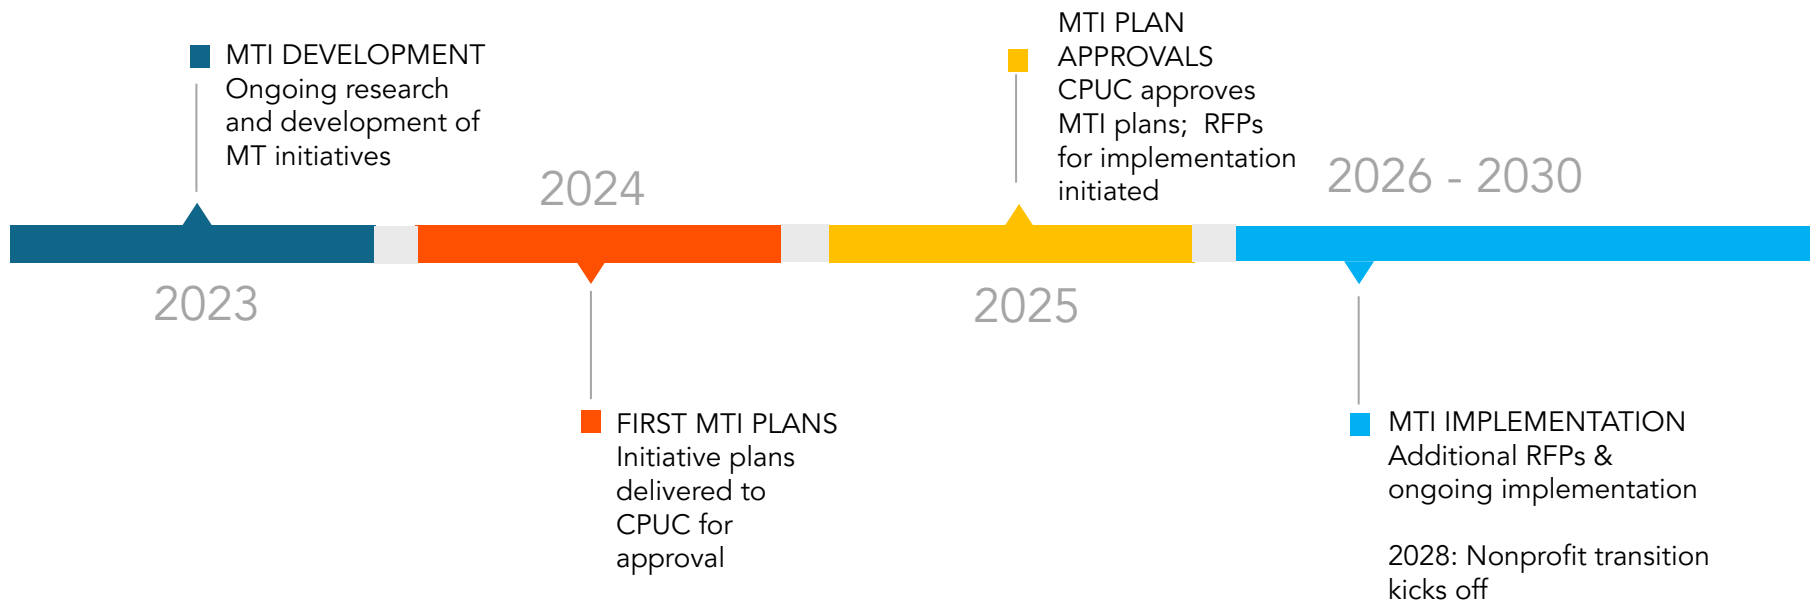 MTI DEVELOPMENT
Ongoing research
and development of
MT initiatives
2023
2024
FIRST MTI PLANS
Initiative plans
delivered to
CPUC for
approval
MTI PLAN
APPROVALS
CPUC approves
MTI plans;  RFPs
for implementation
initiated
2025
2026 - 2030
MTI IMPLEMENTATION
Additional RFPs &
ongoing implementation
2028: Nonprofit transition
kicks off